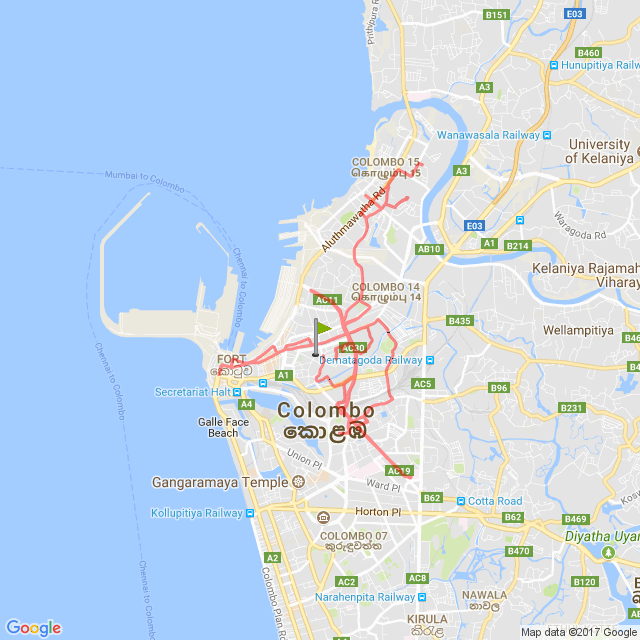 B151
E03
Prithipura Rd
B460
Hunupitiya Railway
A3
Wanawasala Railway
University
of Kelaniya
COLOMBO 15
கொழும்பு 15
A3
Mumbai to Colombo
Aluthmawatha Rd
E03
Waragoda Rd
AB10
A1
B214
Colombo to Chennai
Kelaniya Rajamaha
Viharay
COLOMBO 14
கொழும்பு 14
AC11
B435
Wellampitiya
AC30
FORT
කොටුව
Dematagoda Railway
A1
AC5
B96
Secretariat Halt
A4
B231
Galle Face
Beach
Colombo
කොළඹ
Chennai to Colombo
Union Pl
AC19
Gangaramaya Temple
Ward Pl
B62
Cotta Road
Kollupitiya Railway
Horton Pl
B62
B469
COLOMBO 07
කුරුඳුවත්ත
Diyatha Uyan
B470
A2
Chennai to Colombo
Colombo Plan Rd
AC2
AC8
B120
Narahenpita Railway
NAWALA
නාවල
KIRULA
කිරුළ
Google
Map data ©2017 Google